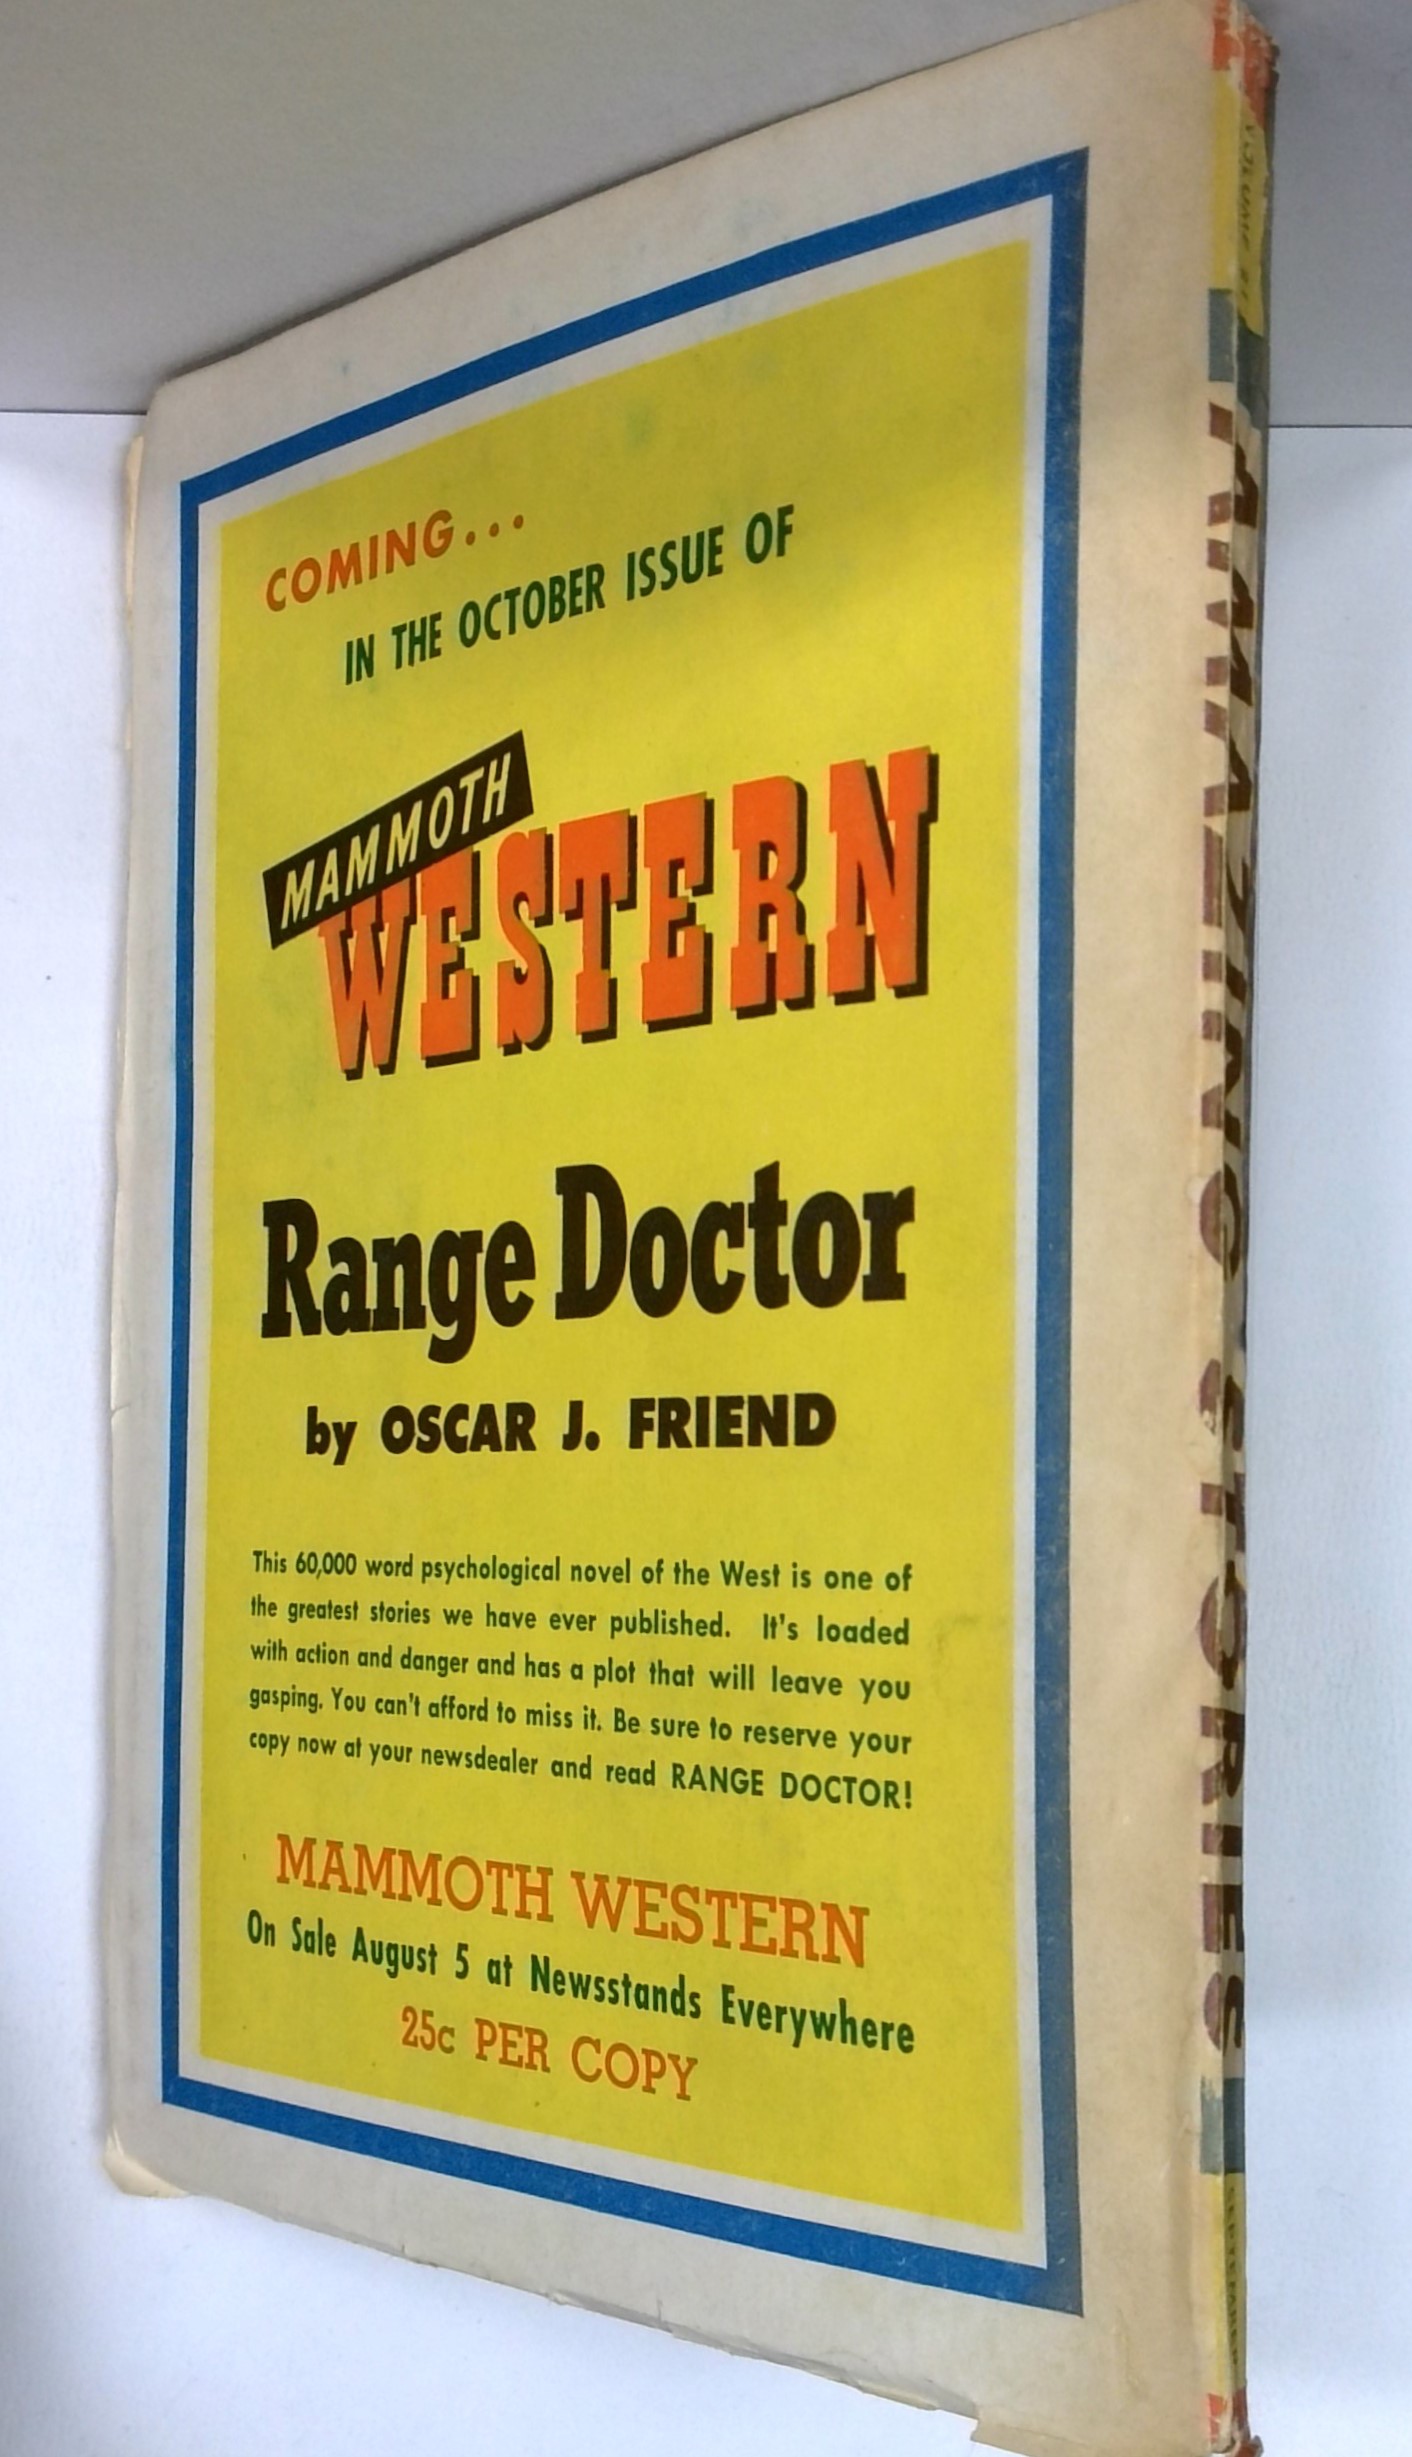 COMING...
IN THE OCTOBER ISSUE OF
MAMMOTH
WESTERN
Range Doctor
by OSCAR J. FRIEND
This 60,000 word psychological novel of the West is one of
the greatest stories we have ever published. It's loaded
with action and danger and has a plot that will leave you
gasping. You can't afford to miss it. Be sure to reserve your
copy now at your newsdealer and read RANGE DOCTOR!
MAMMOTH WESTERN
On Sale August 5 at Newsstands Everywhere
25c PER COPY
VOLUME
AMAZING STORIES
SEPTEMBER